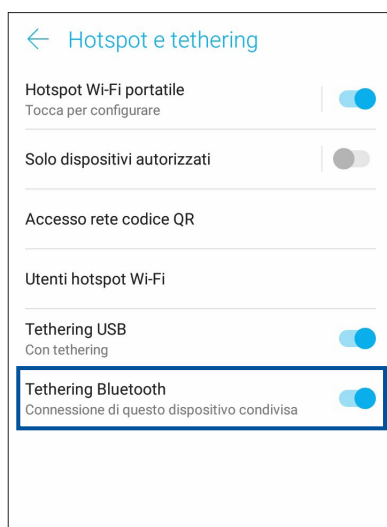 Hotspot e tethering
Hotspot Wi-Fi portatile
Tocca per configurare
Solo dispositivi autorizzati
Accesso rete codice QR
Utenti hotspot Wi-Fi
Tethering USB
Con tethering
Tethering Bluetooth
Connessione di questo dispositivo condivisa